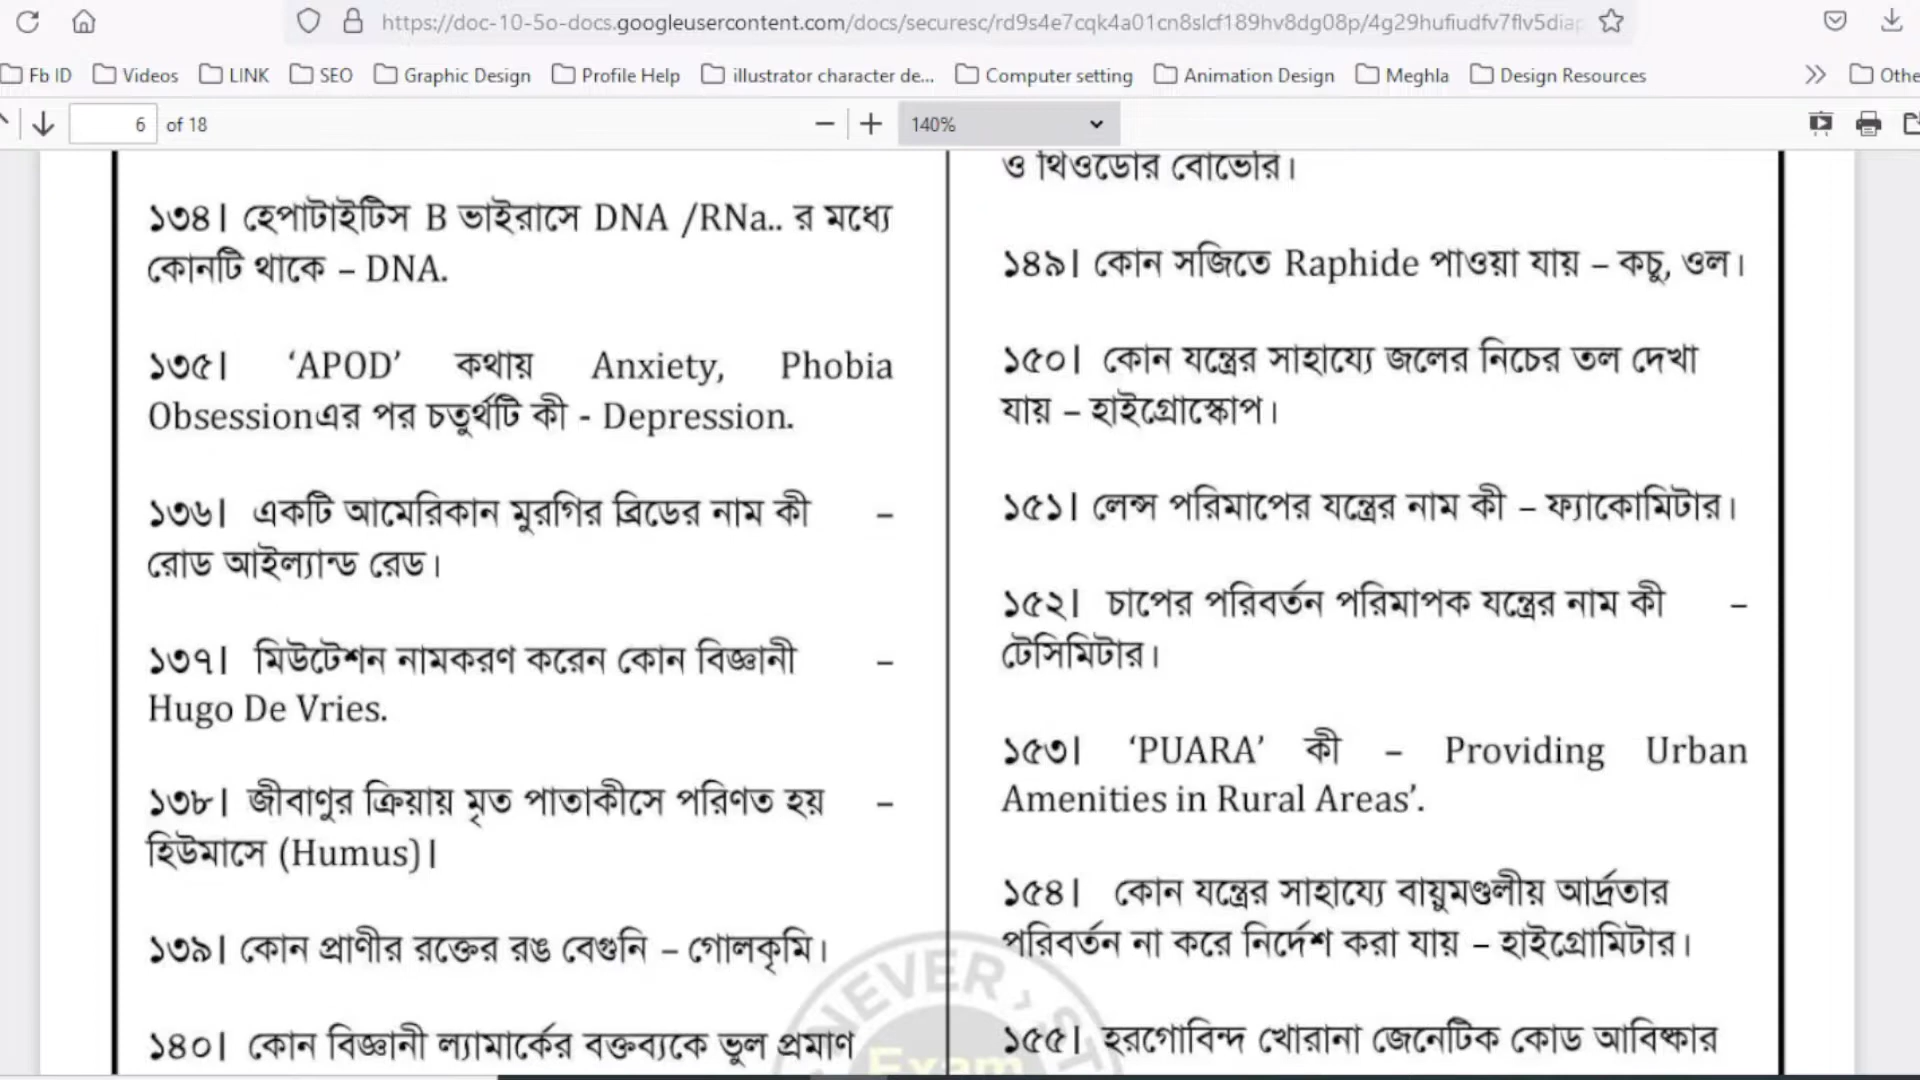 https://doc-10-5o-docs.googleusercontent.com/docs/securesc/rd9s4e7cqk4a01cn8slcf189hv8dg08p/4g29hufiudfv7flv5diap
Fb ID Videos LINK SEO Graphic Design Profile Help illustrator character de... Computer setting Animation Design Meghla Design Resources Othe
6 of 18 140%
১৩৪। হেপাটাইটিস B ভাইরাসে DNA /RNa.. র মধ্যে
কোনটি থাকে – DNA.
১৩৫। ‘APOD’ কথায় Anxiety, Phobia
Obsessionএর পর চতুর্থটি কী - Depression.
১৩৬। একটি আমেরিকান মুরগির ব্রিডের নাম কী –
রোড আইল্যান্ড রেড।
১৩৭। মিউটেশন নামকরণ করেন কোন বিজ্ঞানী –
Hugo De Vries.
১৩৮। জীবাণুর ক্রিয়ায় মৃত পাতাকীসে পরিণত হয় –
হিউমাসে (Humus)।
১৩৯। কোন প্রাণীর রক্তের রঙ বেগুনি – গোলকৃমি।
১৪০। কোন বিজ্ঞানী ল্যামার্কের বক্তব্যকে ভুল প্রমাণ
ও থিওডোর বোভোর।
১৪৯। কোন সজিতে Raphide পাওয়া যায় – কচু, ওল।
১৫০। কোন যন্ত্রের সাহায্যে জলের নিচের তল দেখা
যায় – হাইগ্রোস্কোপ।
১৫১। লেন্স পরিমাপের যন্ত্রের নাম কী – ফ্যাকোমিটার।
১৫২। চাপের পরিবর্তন পরিমাপক যন্ত্রের নাম কী –
টেসিমিটার।
১৫৩। ‘PUARA’ কী – Providing Urban
Amenities in Rural Areas’.
১৫৪। কোন যন্ত্রের সাহায্যে বায়ুমণ্ডলীয় আর্দ্রতার
পরিবর্তন না করে নির্দেশ করা যায় – হাইগ্রোমিটার।
১৫৫। হরগোবিন্দ খোরানা জেনেটিক কোড আবিষ্কার
NEVER ST
Exam